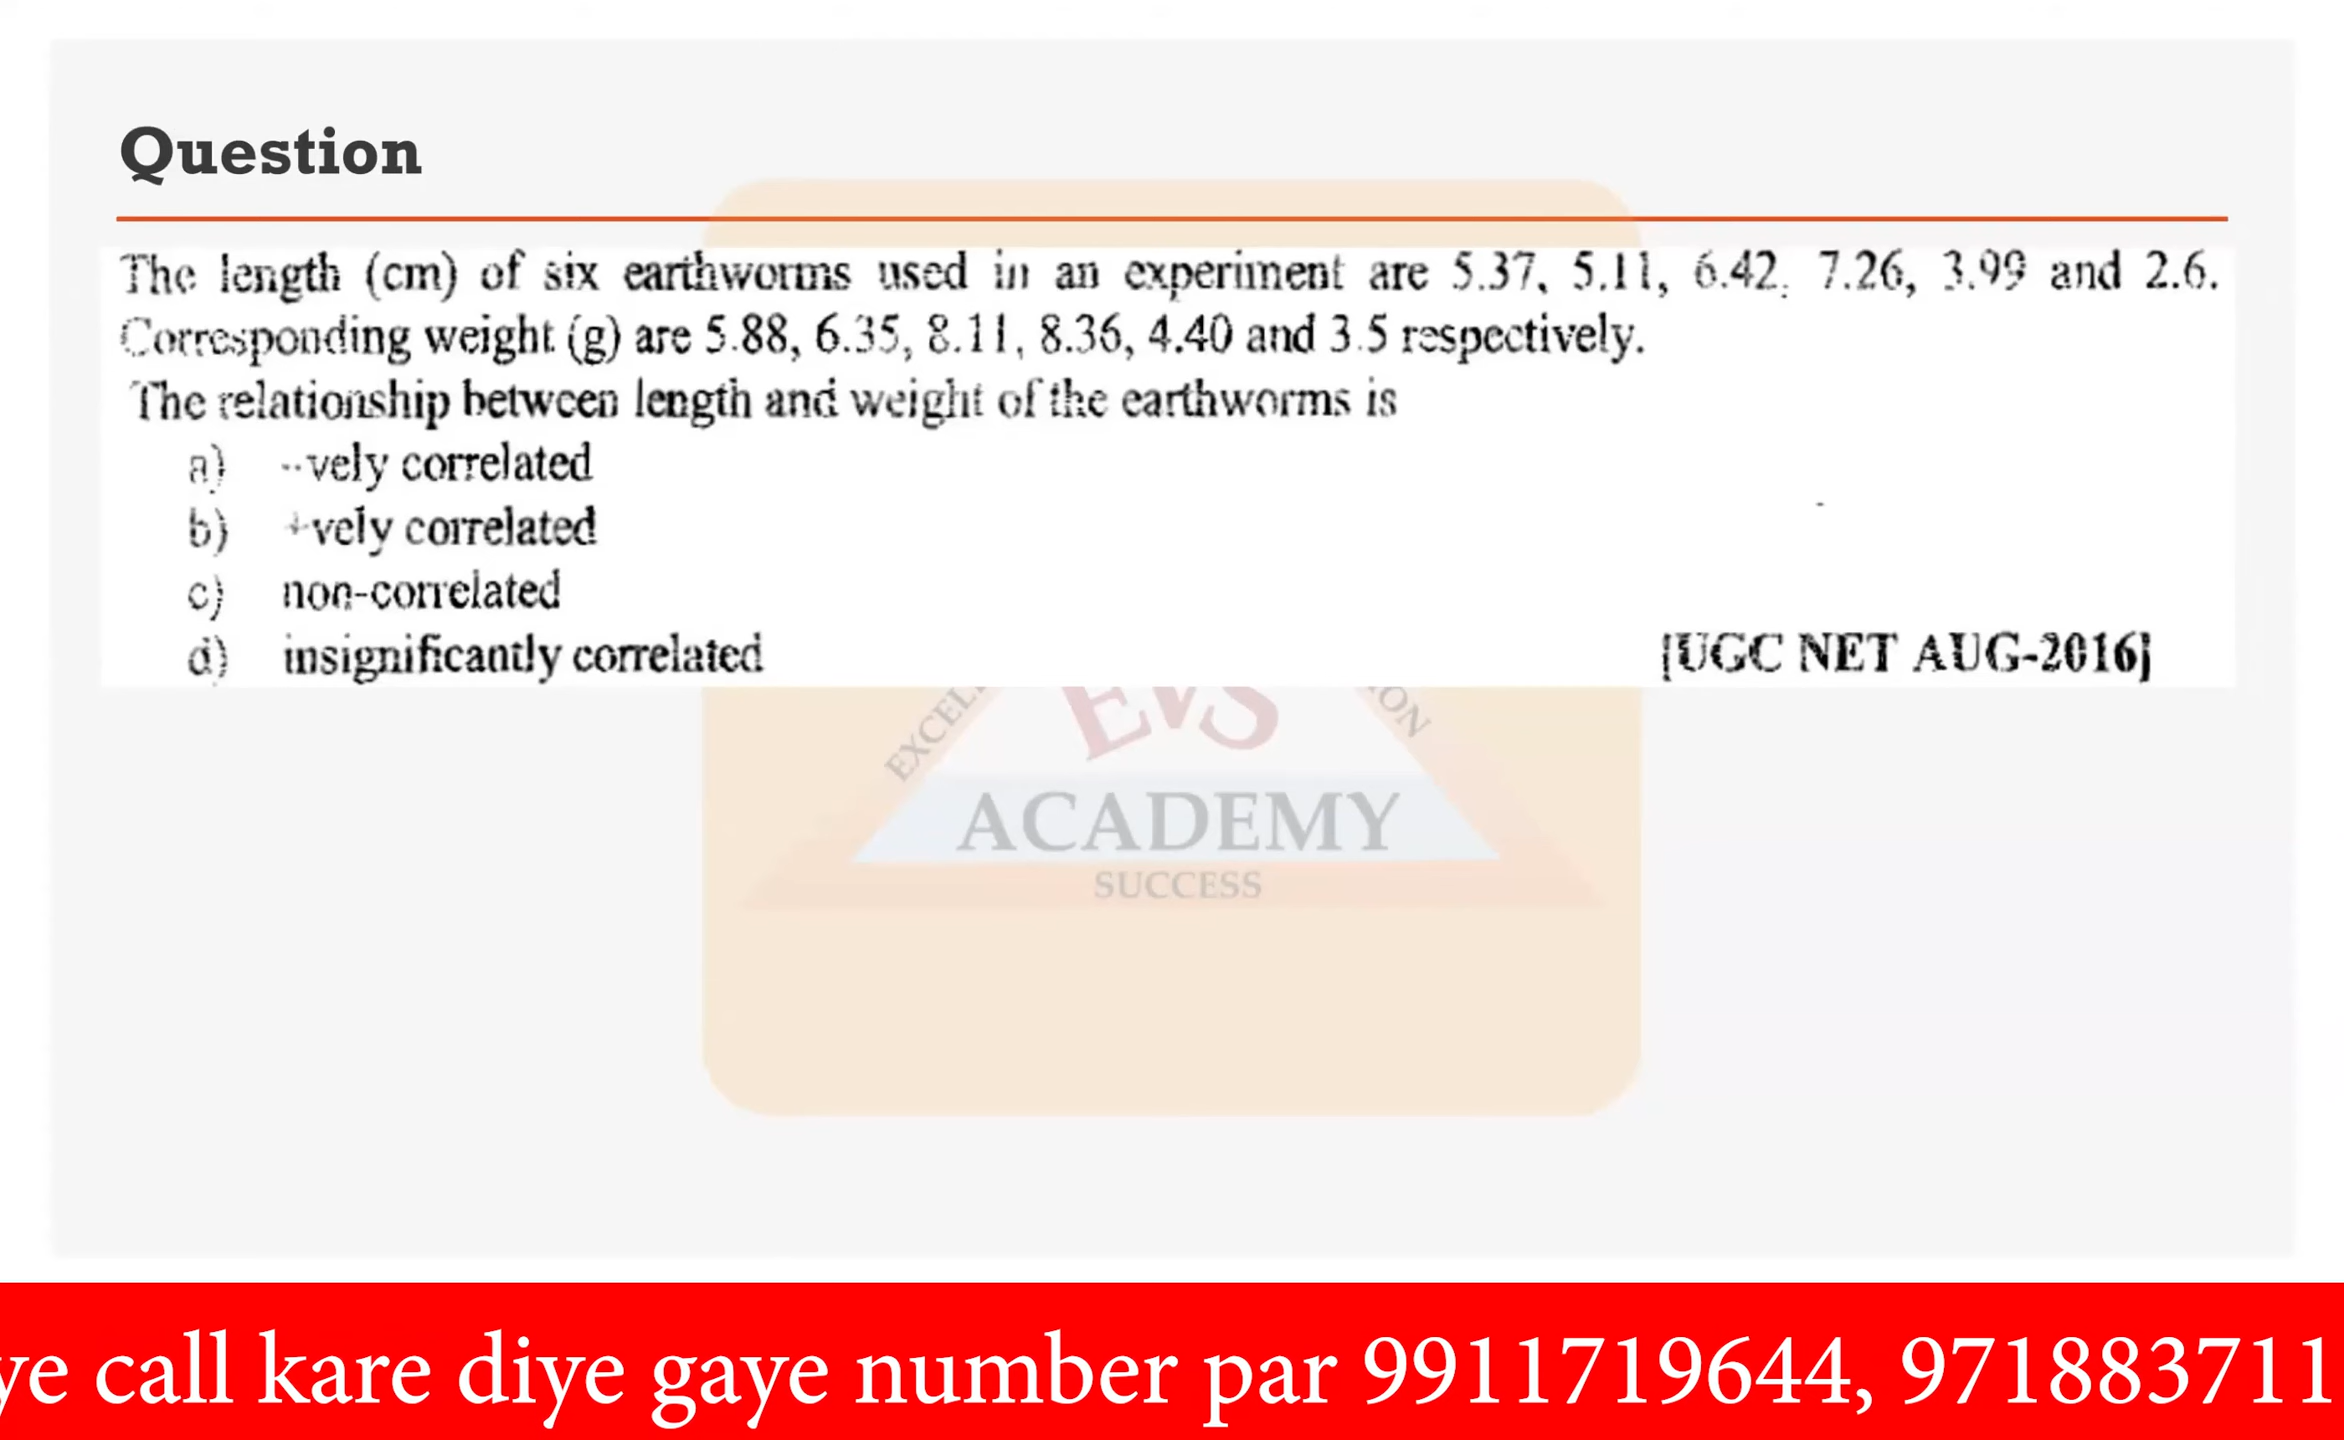 Question
The length (cm) of six earthworms used in an experiment are 5.37, 5.11, 6.42, 7.26, 3.99 and 2.6.
Corresponding weight (g) are 5.88, 6.35, 8.11, 8.36, 4.40 and 3.5 respectively.
The relationship between length and weight of the earthworms is
a) --vely correlated
b) +vely correlated
c) non-correlated
d) insignificantly correlated [UGC NET AUG-2016]
EVS
ACADEMY
SUCCESS
ye call kare diye gaye number par 9911719644, 971883711